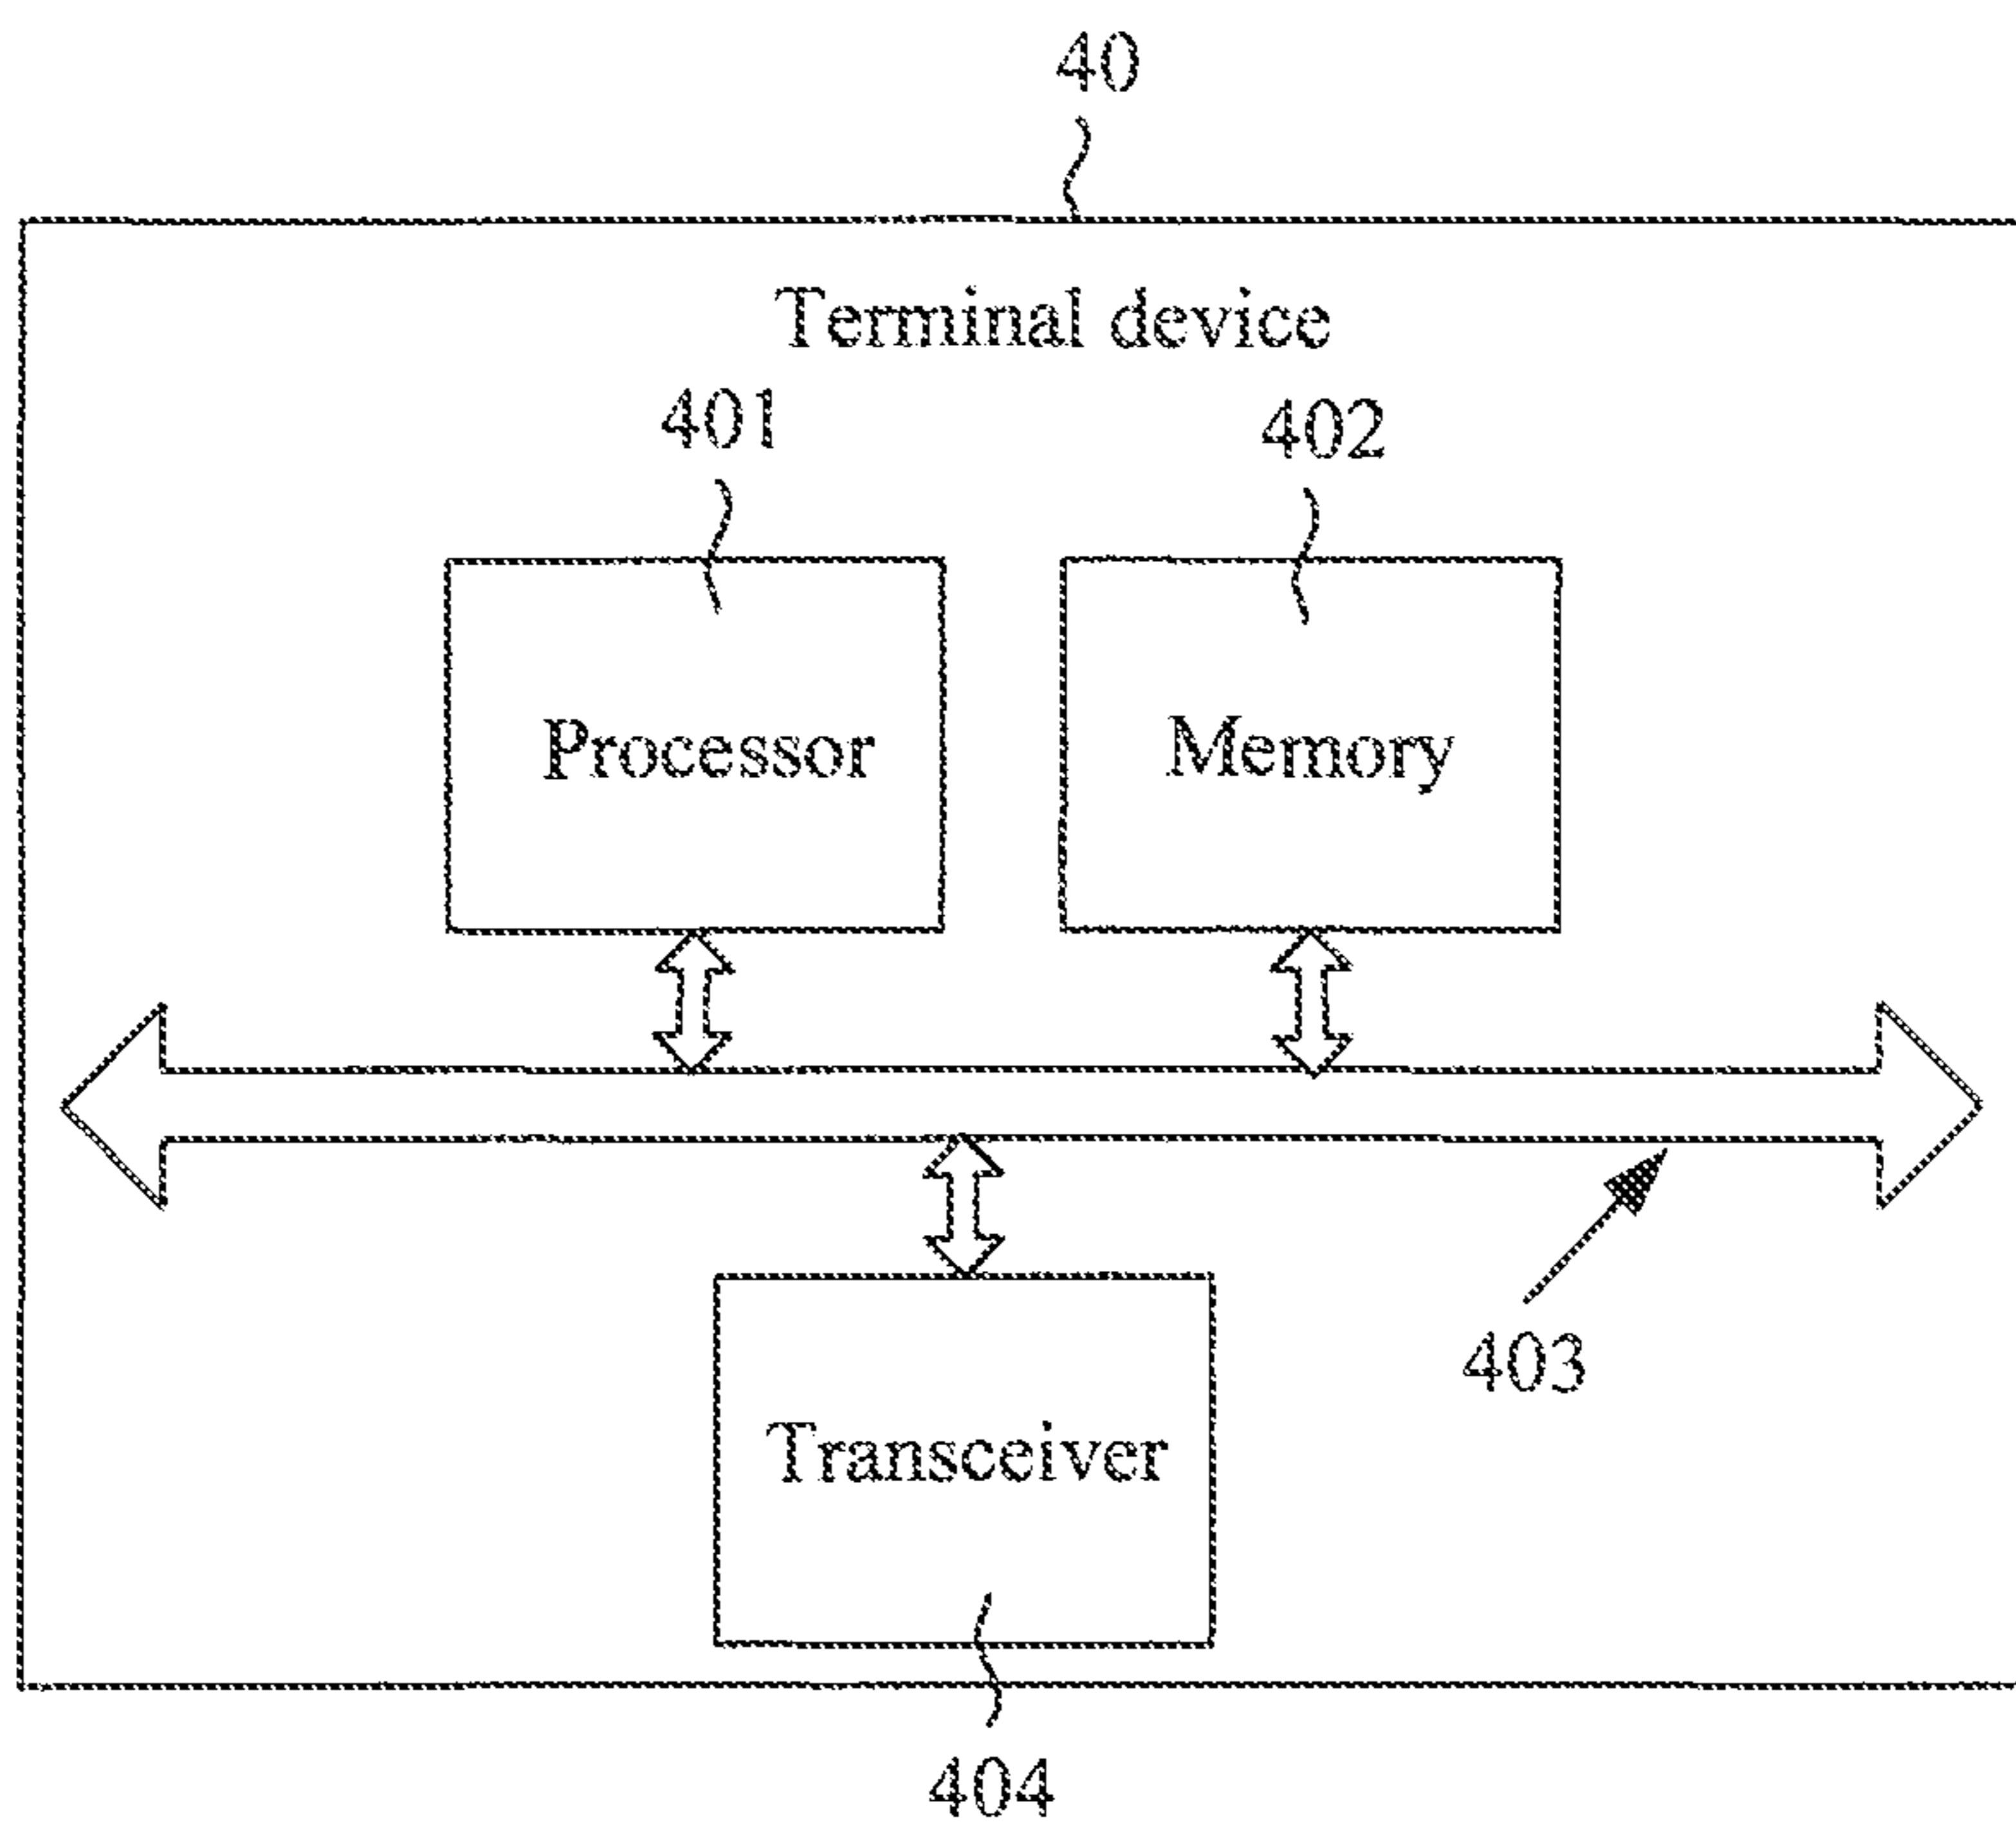 40
Terminal device
401
402
Processor
Memory
403
Transceiver
404